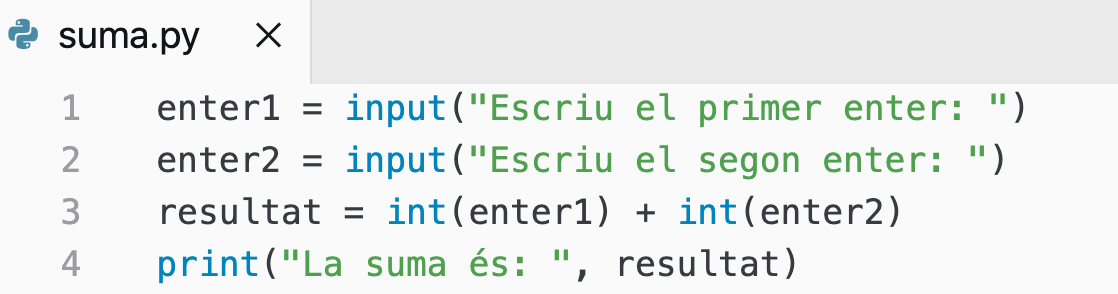 suma.py
1 enter1 = input("Escriu el primer enter: ")
2 enter2 = input("Escriu el segon enter: ")
3 resultat = int(enter1) + int(enter2)
4 print("La suma és: ", resultat)